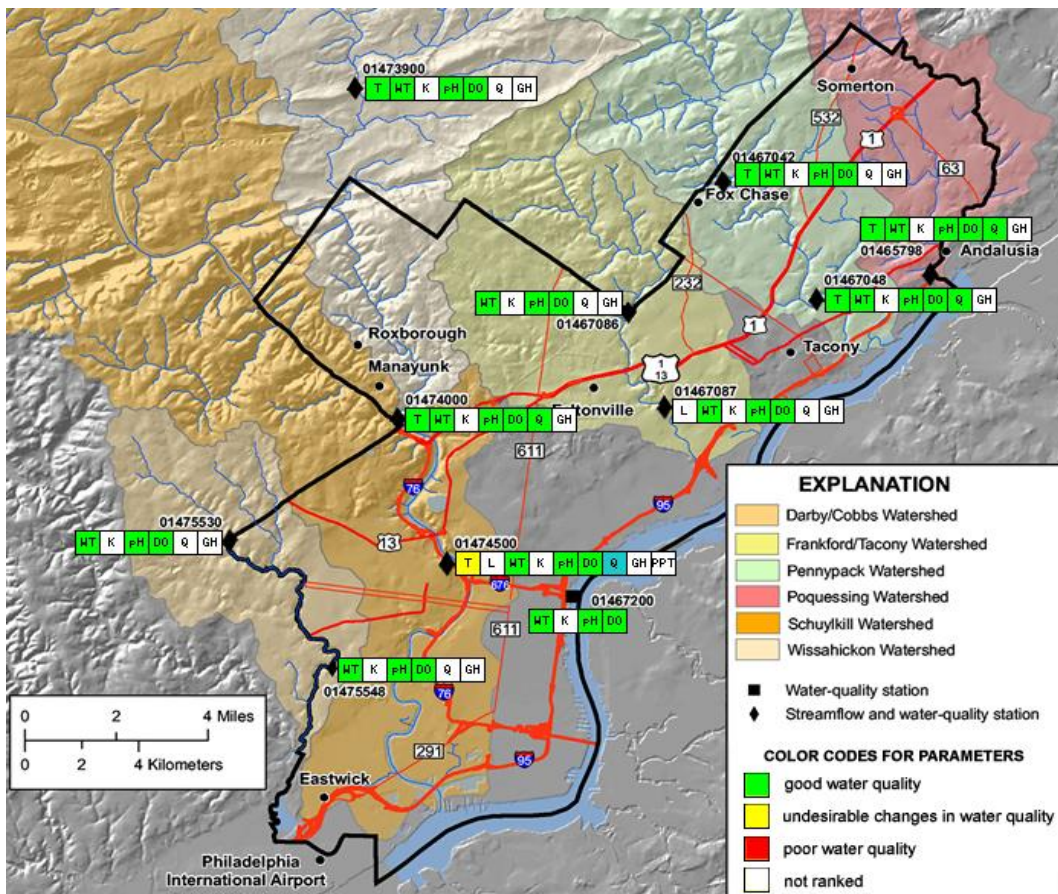 01473900
T WT K pH DO Q GH
Somerton
532
1
01467042
T WT K pH DO Q GH
Fox Chase
63
T WT K pH DO Q GH
01465798
Andalusia
232
01467048
T WT K pH DO Q GH
WT K pH DO Q GH
01467086
1
Roxborough
Tacony
Manayunk
1
13
01467087
L WT K pH DO Q GH
01474000
T WT K pH DO Q GH
ltonville
611
76
95
01475530
WT K pH DO Q GH
13
01474500
T L WT K pH DO Q GH PPT
676
01467200
WT K pH DO
611
WT K pH DO Q GH
01475548
76
291
95
Eastwick
Philadelphia
International Airport
0 2 4 Miles
0 2 4 Kilometers
EXPLANATION
Darby/Cobbs Watershed
Frankford/Tacony Watershed
Pennypack Watershed
Poquessing Watershed
Schuylkill Watershed
Wissahickon Watershed
Water-quality station
Streamflow and water-quality station
COLOR CODES FOR PARAMETERS
good water quality
undesirable changes in water quality
poor water quality
not ranked